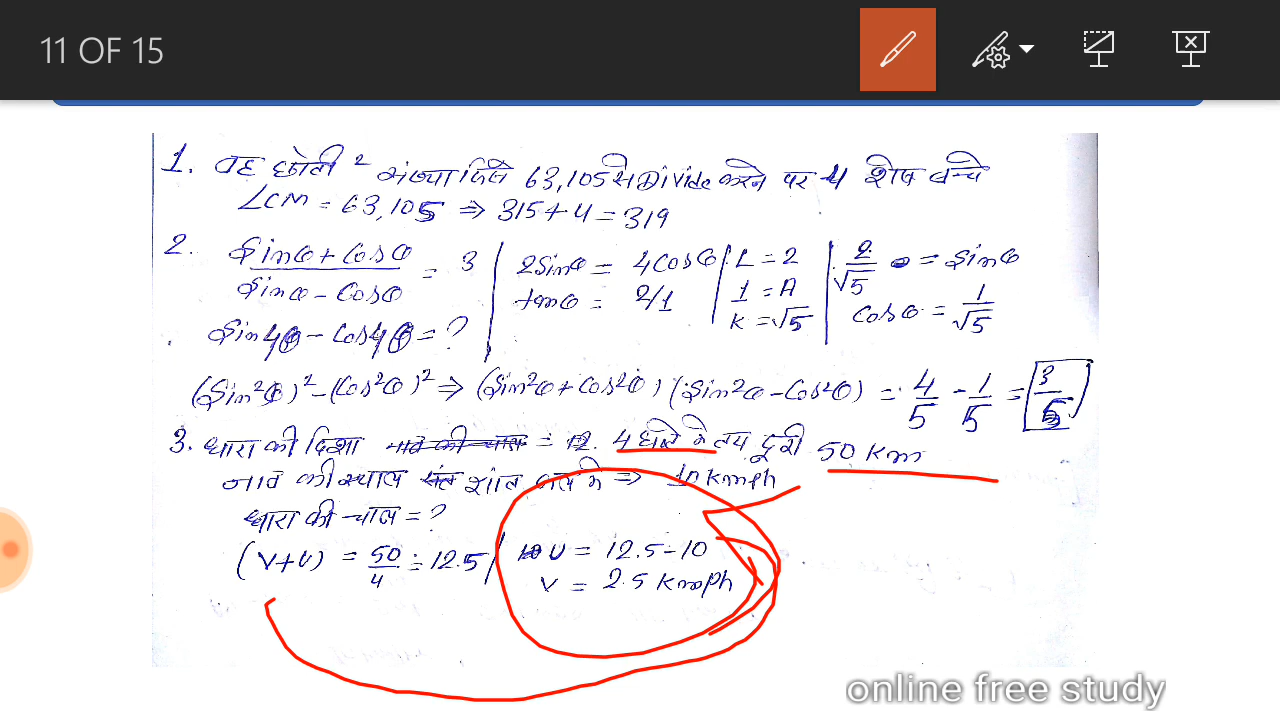 11 OF 15
1. वह छोटी २ संख्या जिसे 63,105 से Divide करने पर 4 शेष बच्चे
LCM = 63,105 ⇒ 315+4 = 319
2. (Sinθ + Cosθ)/(Sinθ - Cosθ) = 3 | 2Sinθ = 4Cosθ | L = 2 | 2/√5 = Sinθ
tanθ = 2/1 | 1 = A | Cosθ = 1/√5
Sin4θ - Cos4θ = ? | K = √5
(Sin²θ)² - (Cos²θ)² ⇒ (Sin²θ + Cos²θ) (Sin²θ - Cos²θ) = 4/5 - 1/5 = 3/5
3. धारा की दिशा नाव की चाल = 12. 4 घंटे मे तय दूरी 50 Km
नाव की चाल शांत जल मे ⇒ 10 Kmph
धारा की चाल = ?
(V+U) = 50/4 = 12.5 | U = 12.5-10
V = 2.5 Kmph
online free study